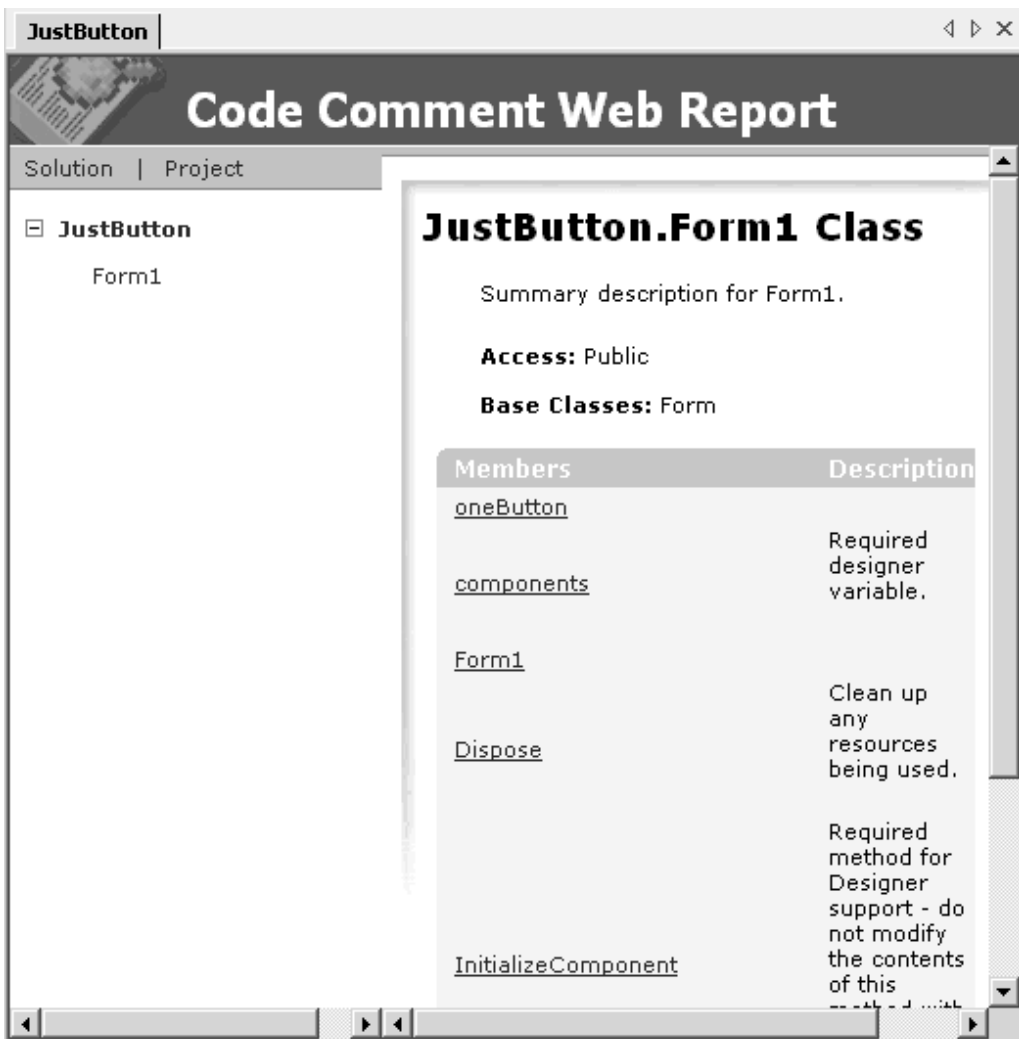 JustButton
Code Comment Web Report
Solution | Project
JustButton
Form1
JustButton.Form1 Class
Summary description for Form1.
Access: Public
Base Classes: Form
Members Description
oneButton
components
Required
designer
variable.
Form1
Dispose
Clean up
any
resources
being used.
InitializeComponent
Required
method for
Designer
support - do
not modify
the contents
of this
method with